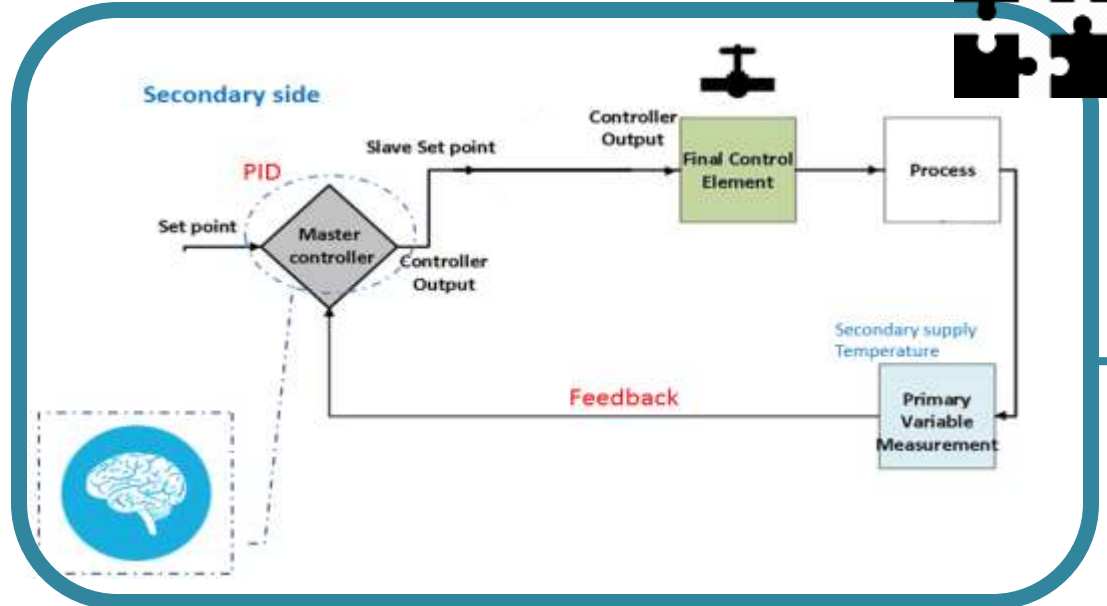 Secondary side
PID
Set point
Master
controller
Controller
Output
Slave Set point
Controller
Output
Final Control
Element
Process
Secondary supply
Temperature
Primary
Variable
Measurement
Feedback